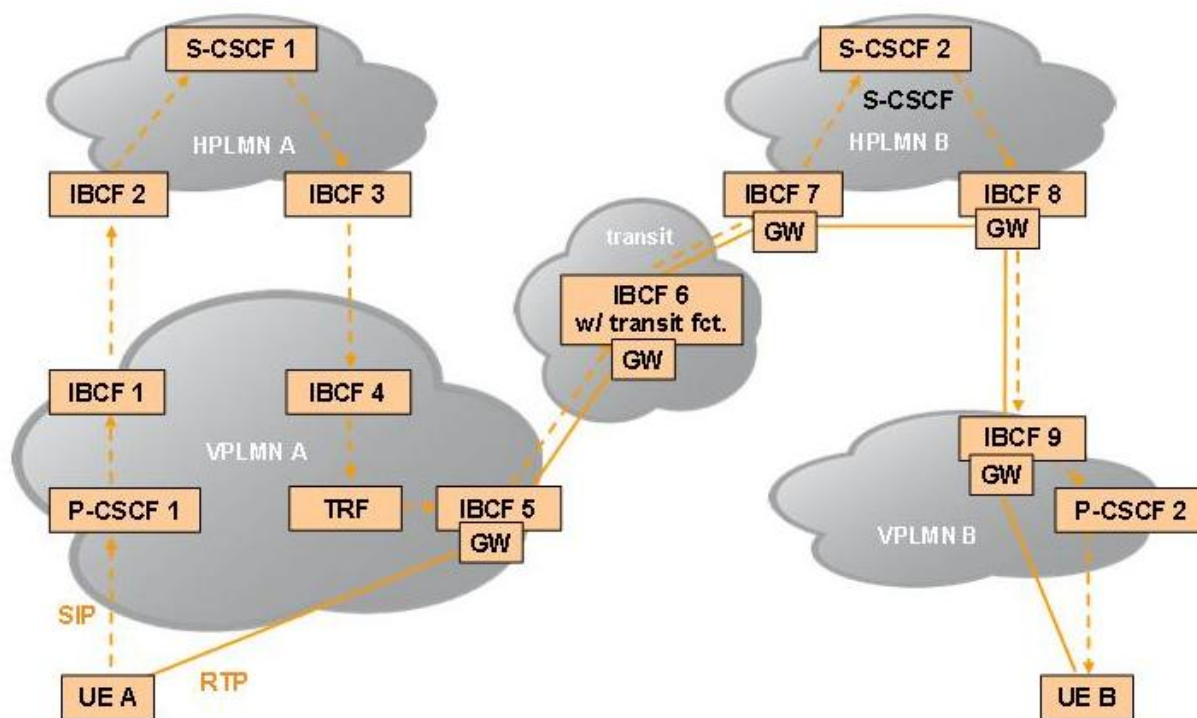 S-CSCF 1
S-CSCF 2
S-CSCF
HPLMN A
HPLMN B
IBCF 2
IBCF 3
IBCF 7
GW
IBCF 8
GW
transit
IBCF 6
w/ transit fct.
GW
IBCF 1
IBCF 4
VPLMN A
IBCF 9
GW
P-CSCF 1
TRF
IBCF 5
GW
P-CSCF 2
VPLMN B
SIP
RTP
UE A
UE B